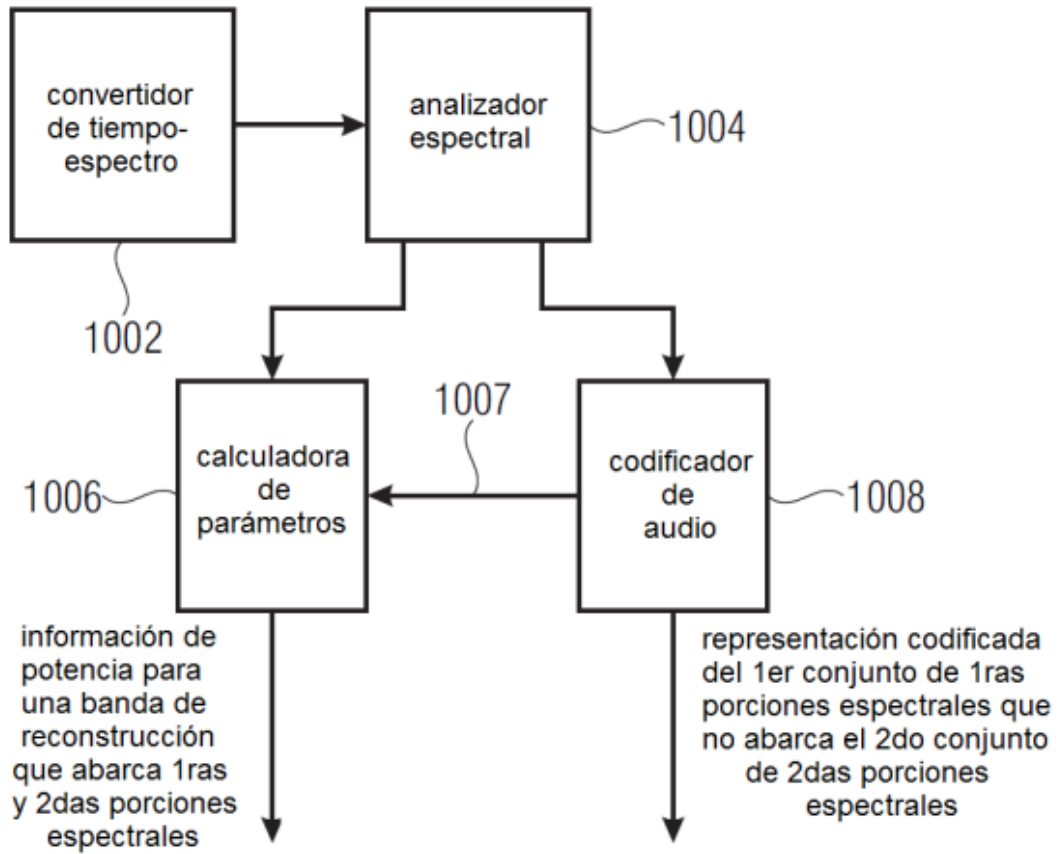 convertidor
de tiempo-
espectro
analizador
espectral
1004
1002
1007
calculadora
de
parámetros
1006
codificador
de
audio
1008
información de
potencia para
una banda de
reconstrucción
que abarca 1ras
y 2das porciones
espectrales
representación codificada
del 1er conjunto de 1ras
porciones espectrales que
no abarca el 2do conjunto
de 2das porciones
espectrales